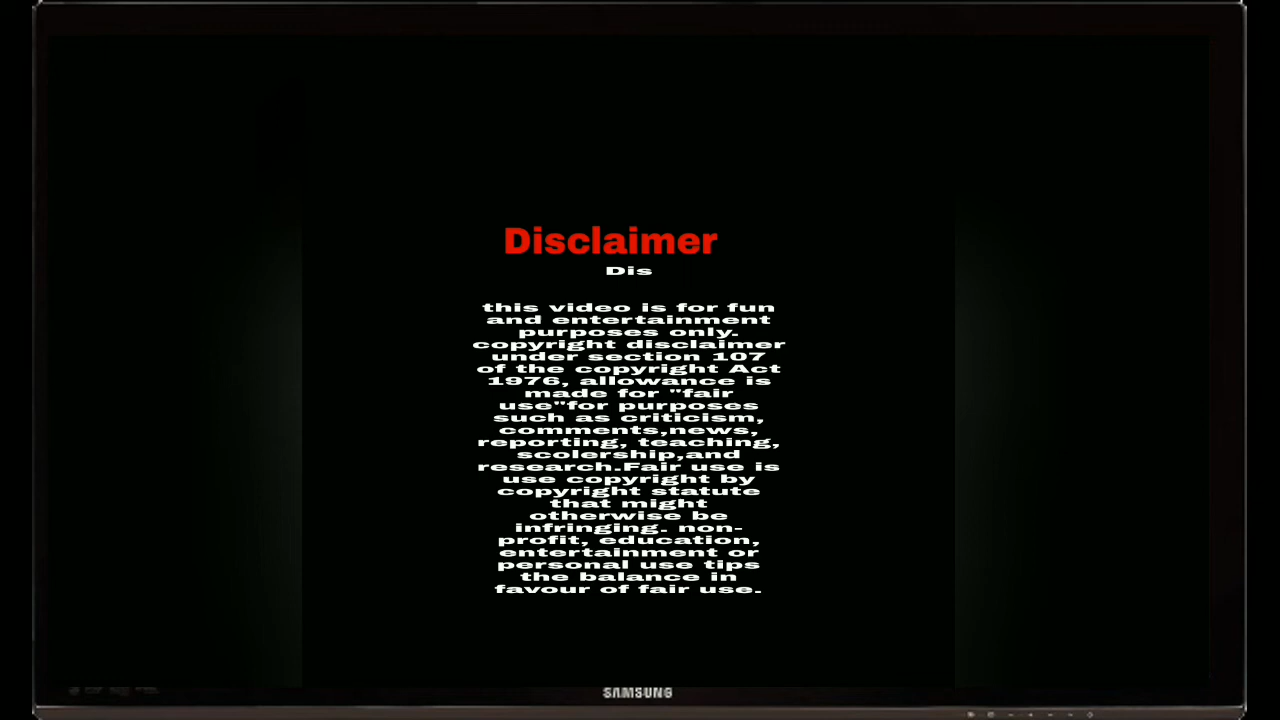 Disclaimer
Dis
this video is for fun
and entertainment
purposes only.
copyright disclaimer
under section 107
of the copyright Act
1976, allowance is
made for "fair
use"for purposes
such as criticism,
comments,news,
reporting, teaching,
scolership,and
research.Fair use is
use copyright by
copyright statute
that might
otherwise be
infringing. non-
profit, education,
entertainment or
personal use tips
the balance in
favour of fair use.
SAMSUNG